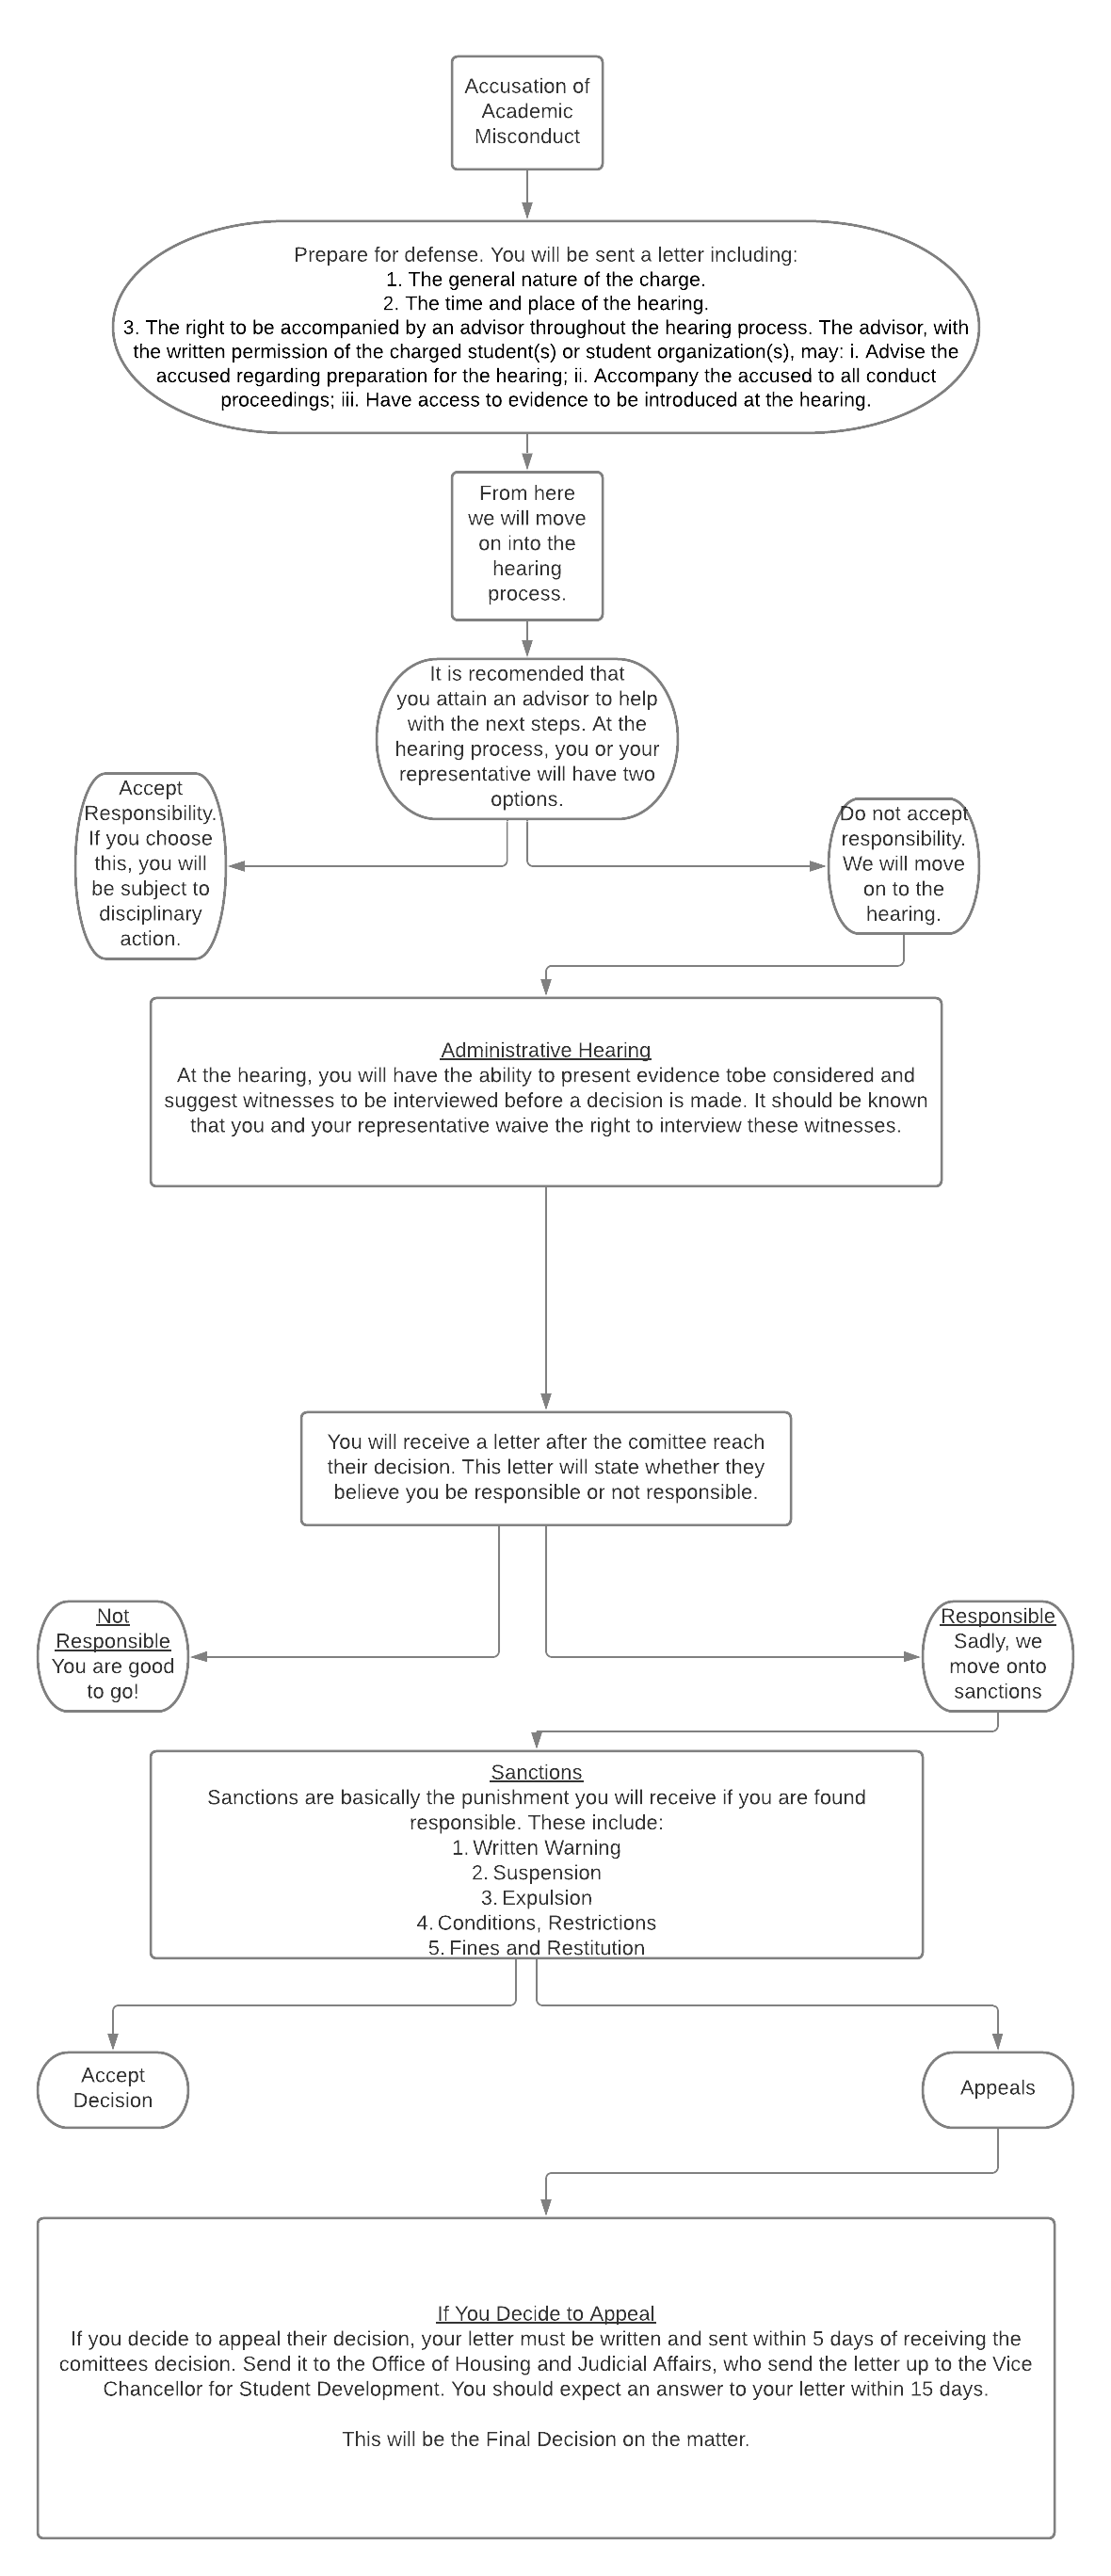 Accusation of
Academic
Misconduct
Prepare for defense. You will be sent a letter including:
1. The general nature of the charge.
2. The time and place of the hearing.
3. The right to be accompanied by an advisor throughout the hearing process. The advisor, with
the written permission of the charged student(s) or student organization(s), may: i. Advise the
accused regarding preparation for the hearing; ii. Accompany the accused to all conduct
proceedings; iii. Have access to evidence to be introduced at the hearing.
From here
we will move
on into the
hearing
process.
It is recomended that
you attain an advisor to help
with the next steps. At the
hearing process, you or your
representative will have two
options.
Accept
Responsibility.
If you choose
this, you will
be subject to
disciplinary
action.
Do not accept
responsibility.
We will move
on to the
hearing.
Administrative Hearing
At the hearing, you will have the ability to present evidence tobe considered and
suggest witnesses to be interviewed before a decision is made. It should be known
that you and your representative waive the right to interview these witnesses.
You will receive a letter after the comittee reach
their decision. This letter will state whether they
believe you be responsible or not responsible.
Not
Responsible
You are good
to go!
Responsible
Sadly, we
move onto
sanctions
Sanctions
Sanctions are basically the punishment you will receive if you are found
responsible. These include:
1. Written Warning
2. Suspension
3. Expulsion
4. Conditions, Restrictions
5. Fines and Restitution
Accept
Decision
Appeals
If You Decide to Appeal
If you decide to appeal their decision, your letter must be written and sent within 5 days of receiving the
comittees decision. Send it to the Office of Housing and Judicial Affairs, who send the letter up to the Vice
Chancellor for Student Development. You should expect an answer to your letter within 15 days.
This will be the Final Decision on the matter.